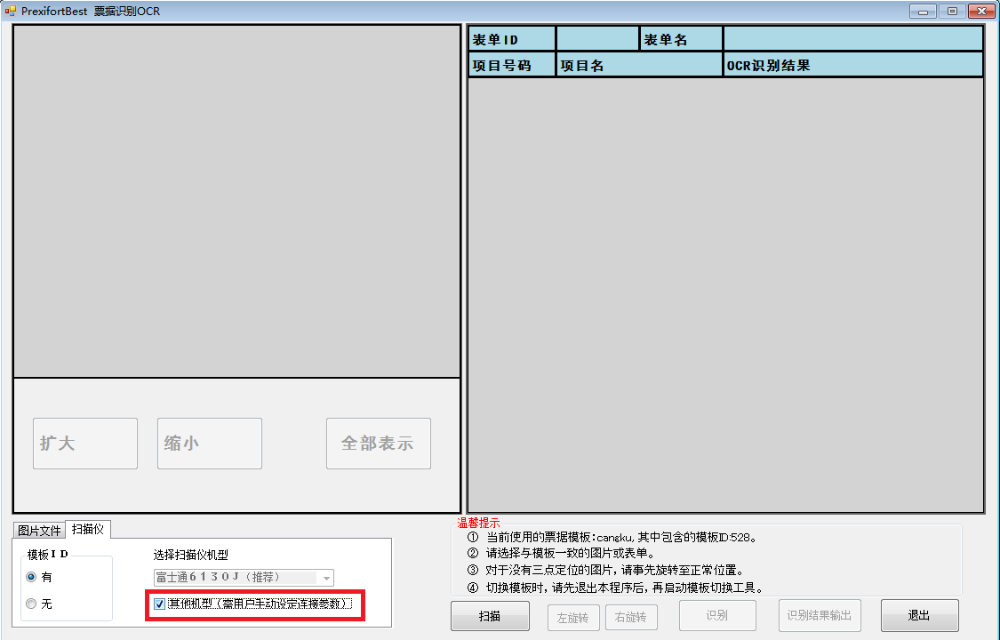 PrexifortBest 票据识别OCR
表单ID 表单名
项目号码 项目名 OCR识别结果
扩大 缩小 全部表示
图片文件 扫描仪
模板ID
有
无
选择扫描仪机型
富士通6130J（推荐）
其他机型（需用户手动设定连接参数）
温馨提示
① 当前使用的票据模板:cangku,其中包含的模板ID:528。
② 请选择与模板一致的图片或表单。
③ 对于没有三点定位的图片，请事先旋转至正常位置。
④ 切换模板时，请先退出本程序后，再启动模板切换工具。
扫描 左旋转 右旋转 识别 识别结果输出 退出